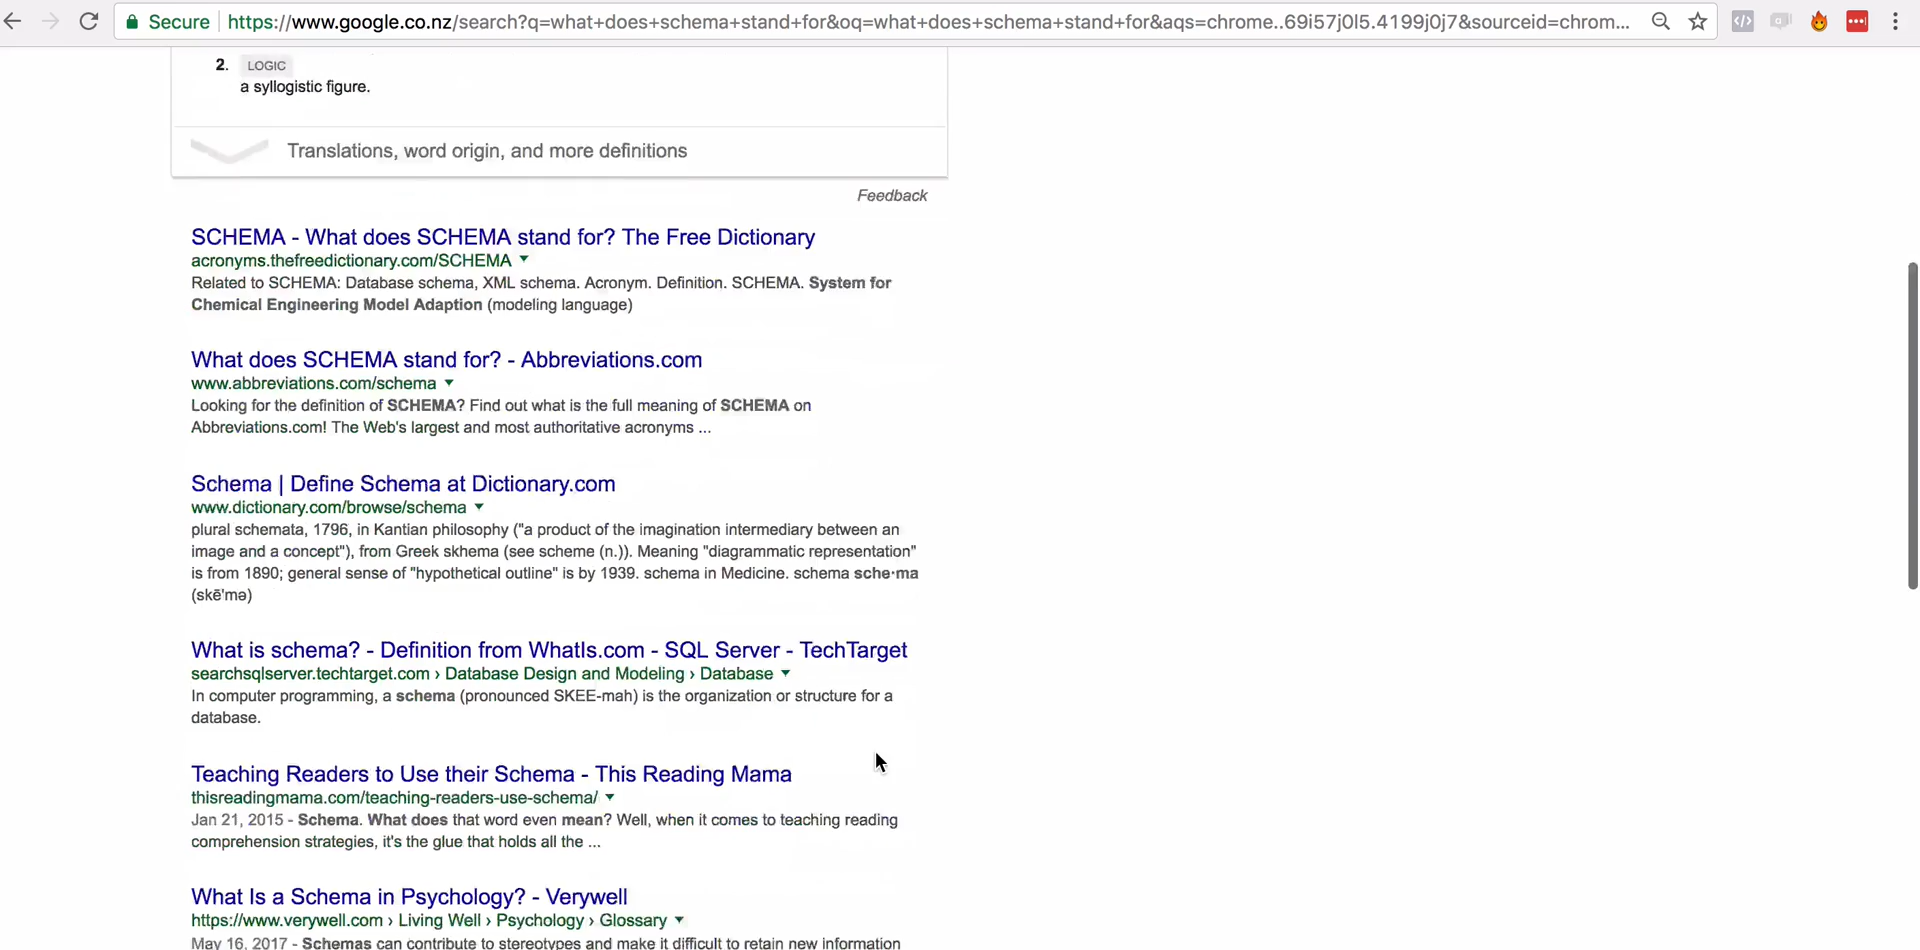 Secure https://www.google.co.nz/search?q=what+does+schema+stand+for&oq=what+does+schema+stand+for&aqs=chrome..69i57j0l5.4199j0j7&sourceid=chrom...
2. LOGIC
a syllogistic figure.
Translations, word origin, and more definitions
Feedback
SCHEMA - What does SCHEMA stand for? The Free Dictionary
acronyms.thefreedictionary.com/SCHEMA
Related to SCHEMA: Database schema, XML schema. Acronym. Definition. SCHEMA. System for
Chemical Engineering Model Adaption (modeling language)
What does SCHEMA stand for? - Abbreviations.com
www.abbreviations.com/schema
Looking for the definition of SCHEMA? Find out what is the full meaning of SCHEMA on
Abbreviations.com! The Web's largest and most authoritative acronyms ...
Schema | Define Schema at Dictionary.com
www.dictionary.com/browse/schema
plural schemata, 1796, in Kantian philosophy ("a product of the imagination intermediary between an
image and a concept"), from Greek skhema (see scheme (n.)). Meaning "diagrammatic representation"
is from 1890; general sense of "hypothetical outline" is by 1939. schema in Medicine. schema sche·ma
(skē'mə)
What is schema? - Definition from WhatIs.com - SQL Server - TechTarget
searchsqlserver.techtarget.com › Database Design and Modeling › Database
In computer programming, a schema (pronounced SKEE-mah) is the organization or structure for a
database.
Teaching Readers to Use their Schema - This Reading Mama
thisreadingmama.com/teaching-readers-use-schema/
Jan 21, 2015 - Schema. What does that word even mean? Well, when it comes to teaching reading
comprehension strategies, it's the glue that holds all the ...
What Is a Schema in Psychology? - Verywell
https://www.verywell.com › Living Well › Psychology › Glossary
May 16, 2017 - Schemas can contribute to stereotypes and make it difficult to retain new information